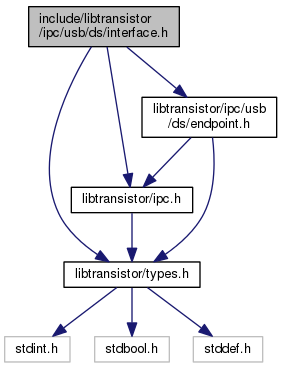 include/libtransistor
/ipc/usb/ds/interface.h
libtransistor/ipc/usb
/ds/endpoint.h
libtransistor/ipc.h
libtransistor/types.h
stdint.h
stdbool.h
stddef.h